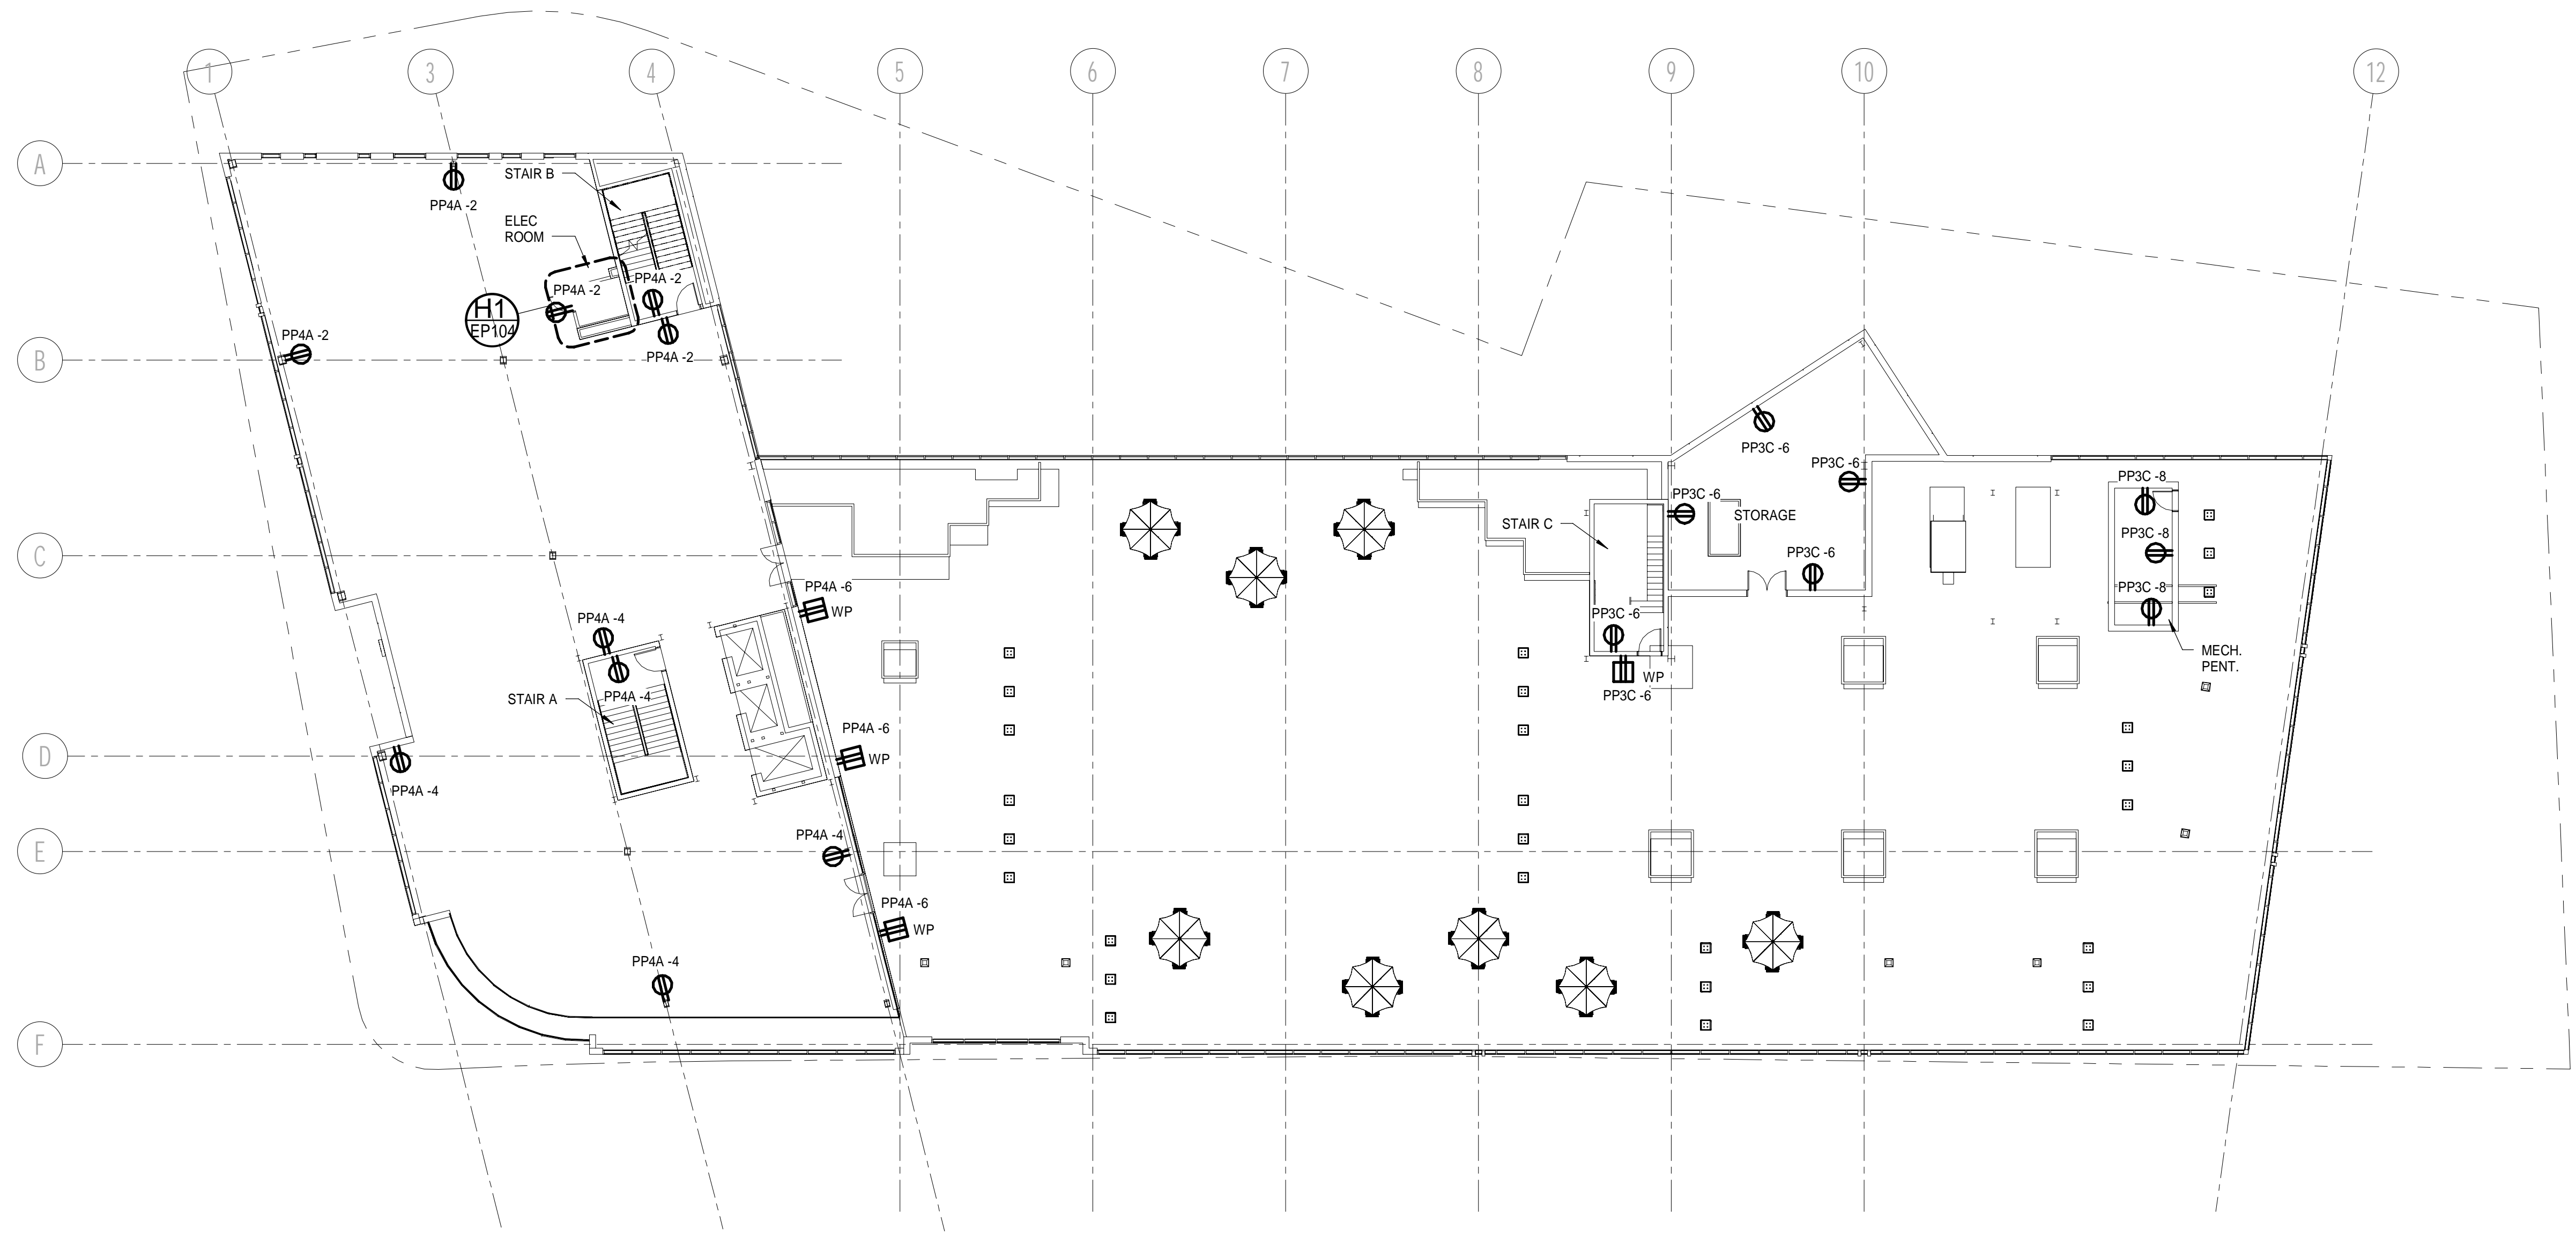 1
3
4
5
6
7
8
9
10
12
A
STAIR B
PP4A -2
ELEC
ROOM
PP4A -2
PP4A -2
H1
EP104
PP4A -2
PP4A -2
B
PP3C -6
PP3C -6
PP3C -8
PP3C -6
STORAGE
STAIR C
PP3C -8
C
PP3C -6
PP4A -6
WP
PP3C -8
PP3C -6
PP4A -4
MECH.
PENT.
WP
PP3C -6
PP4A -4
STAIR A
PP4A -6
D
WP
PP4A -4
PP4A -4
E
PP4A -6
WP
PP4A -4
F